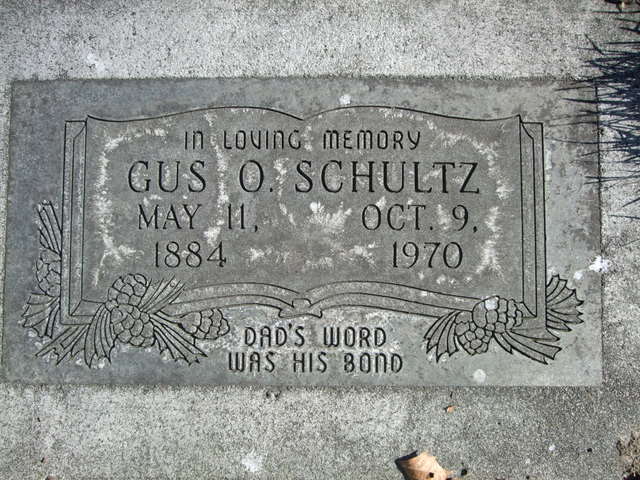 IN LOVING MEMORY
GUS O. SCHULTZ
MAY 11, OCT. 9,
1884 1970
DAD'S WORD
WAS HIS BOND